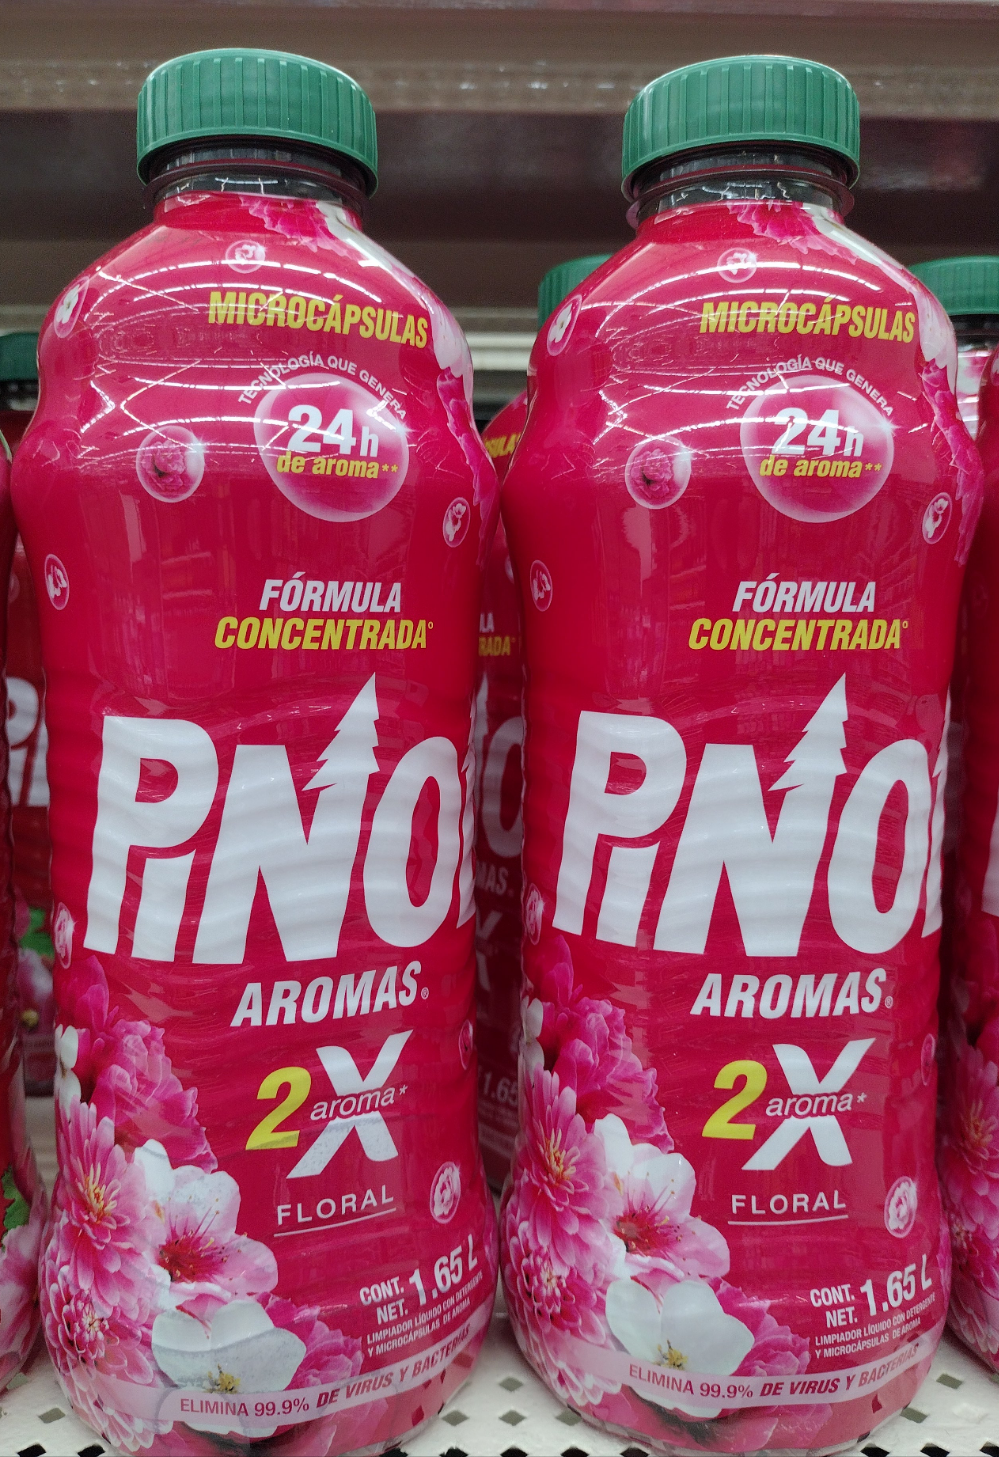 MICROCÁPSULAS
TECNOLOGÍA QUE GENERA
24h
de aroma**
FÓRMULA
CONCENTRADA°
PINOL
AROMAS®
2X
aroma*
FLORAL
CONT.
NET. 1.65 L
LIMPIADOR LÍQUIDO CON DETERGENTE
Y MICROCÁPSULAS DE AROMA
ELIMINA 99.9% DE VIRUS Y BACTERIAS
MICROCÁPSULAS
TECNOLOGÍA QUE GENERA
24h
de aroma**
FÓRMULA
CONCENTRADA°
PINOL
AROMAS®
2X
aroma*
FLORAL
CONT.
NET. 1.65 L
LIMPIADOR LÍQUIDO CON DETERGENTE
Y MICROCÁPSULAS DE AROMA
ELIMINA 99.9% DE VIRUS Y BACTERIAS